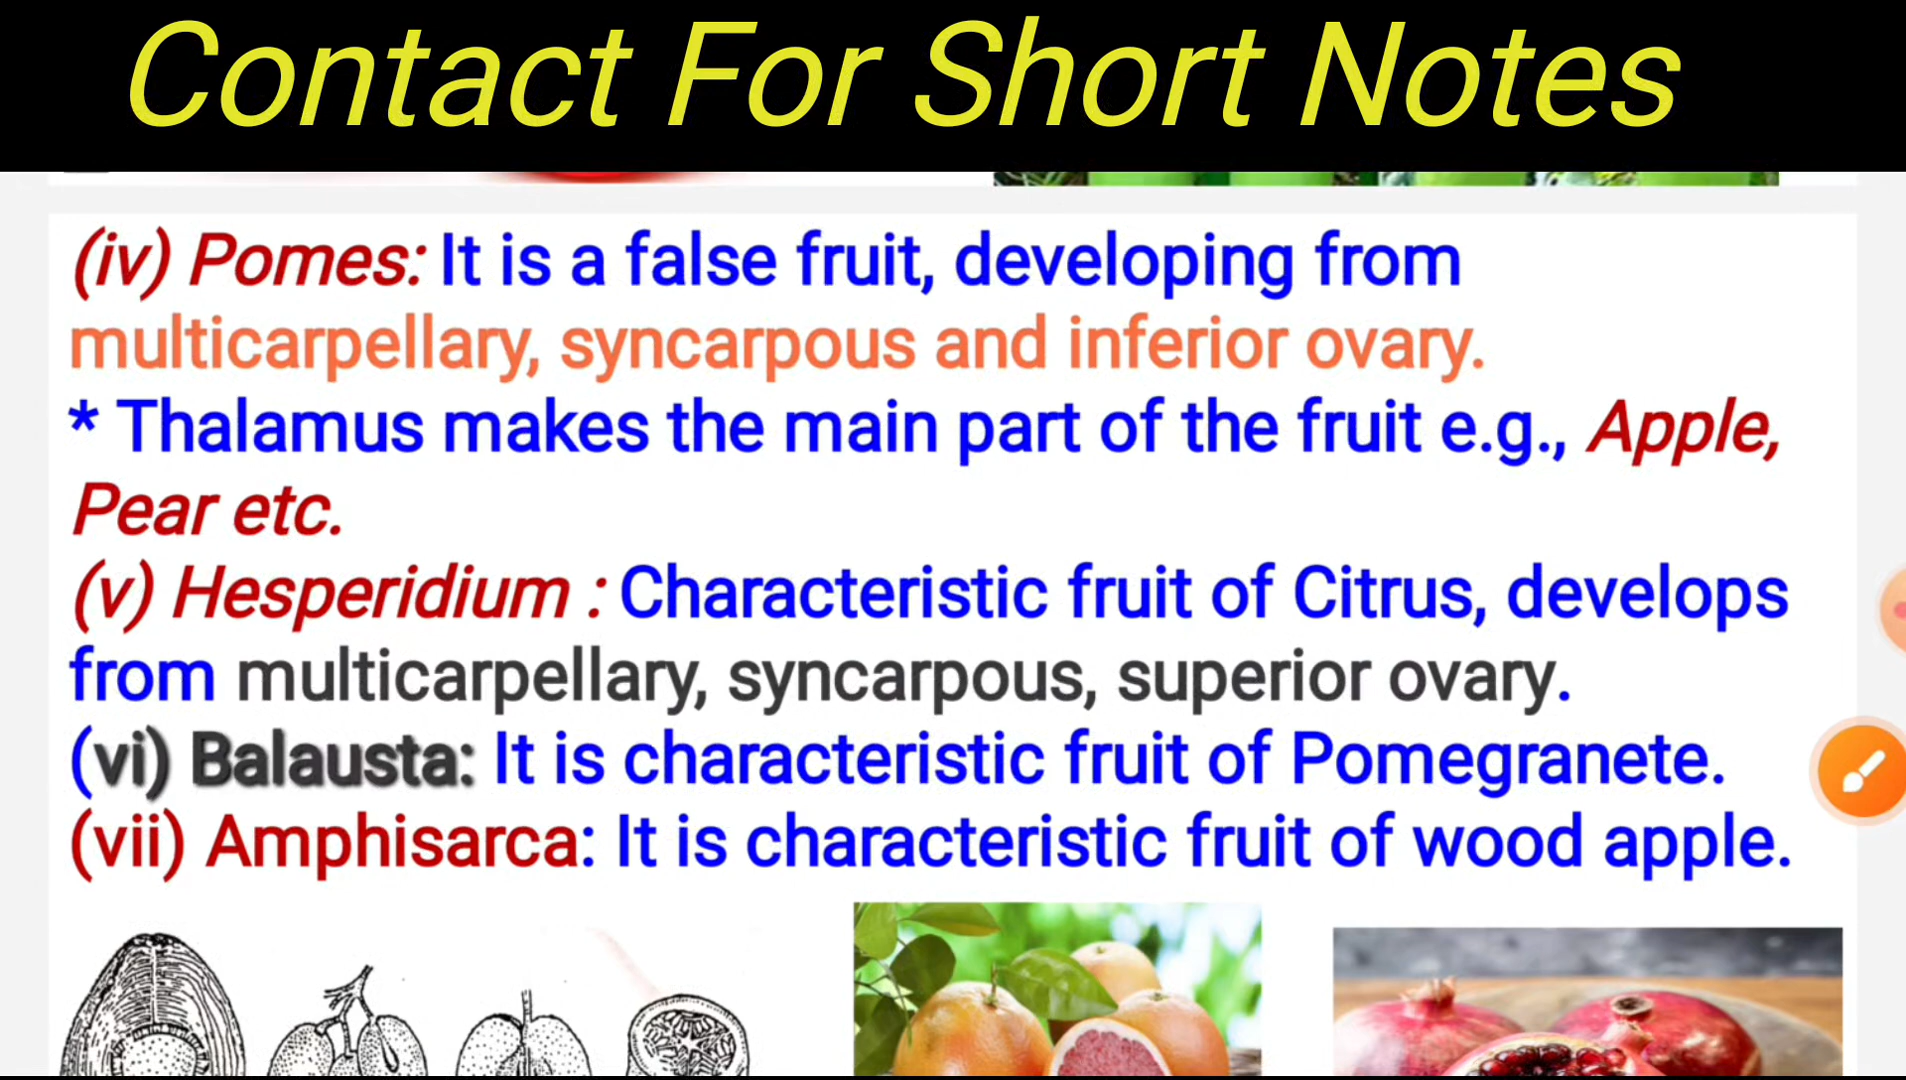 Contact For Short Notes
(iv) Pomes: It is a false fruit, developing from
multicarpellary, syncarpous and inferior ovary.
* Thalamus makes the main part of the fruit e.g., Apple,
Pear etc.
(v) Hesperidium : Characteristic fruit of Citrus, develops
from multicarpellary, syncarpous, superior ovary.
(vi) Balausta: It is characteristic fruit of Pomegranete.
(vii) Amphisarca: It is characteristic fruit of wood apple.